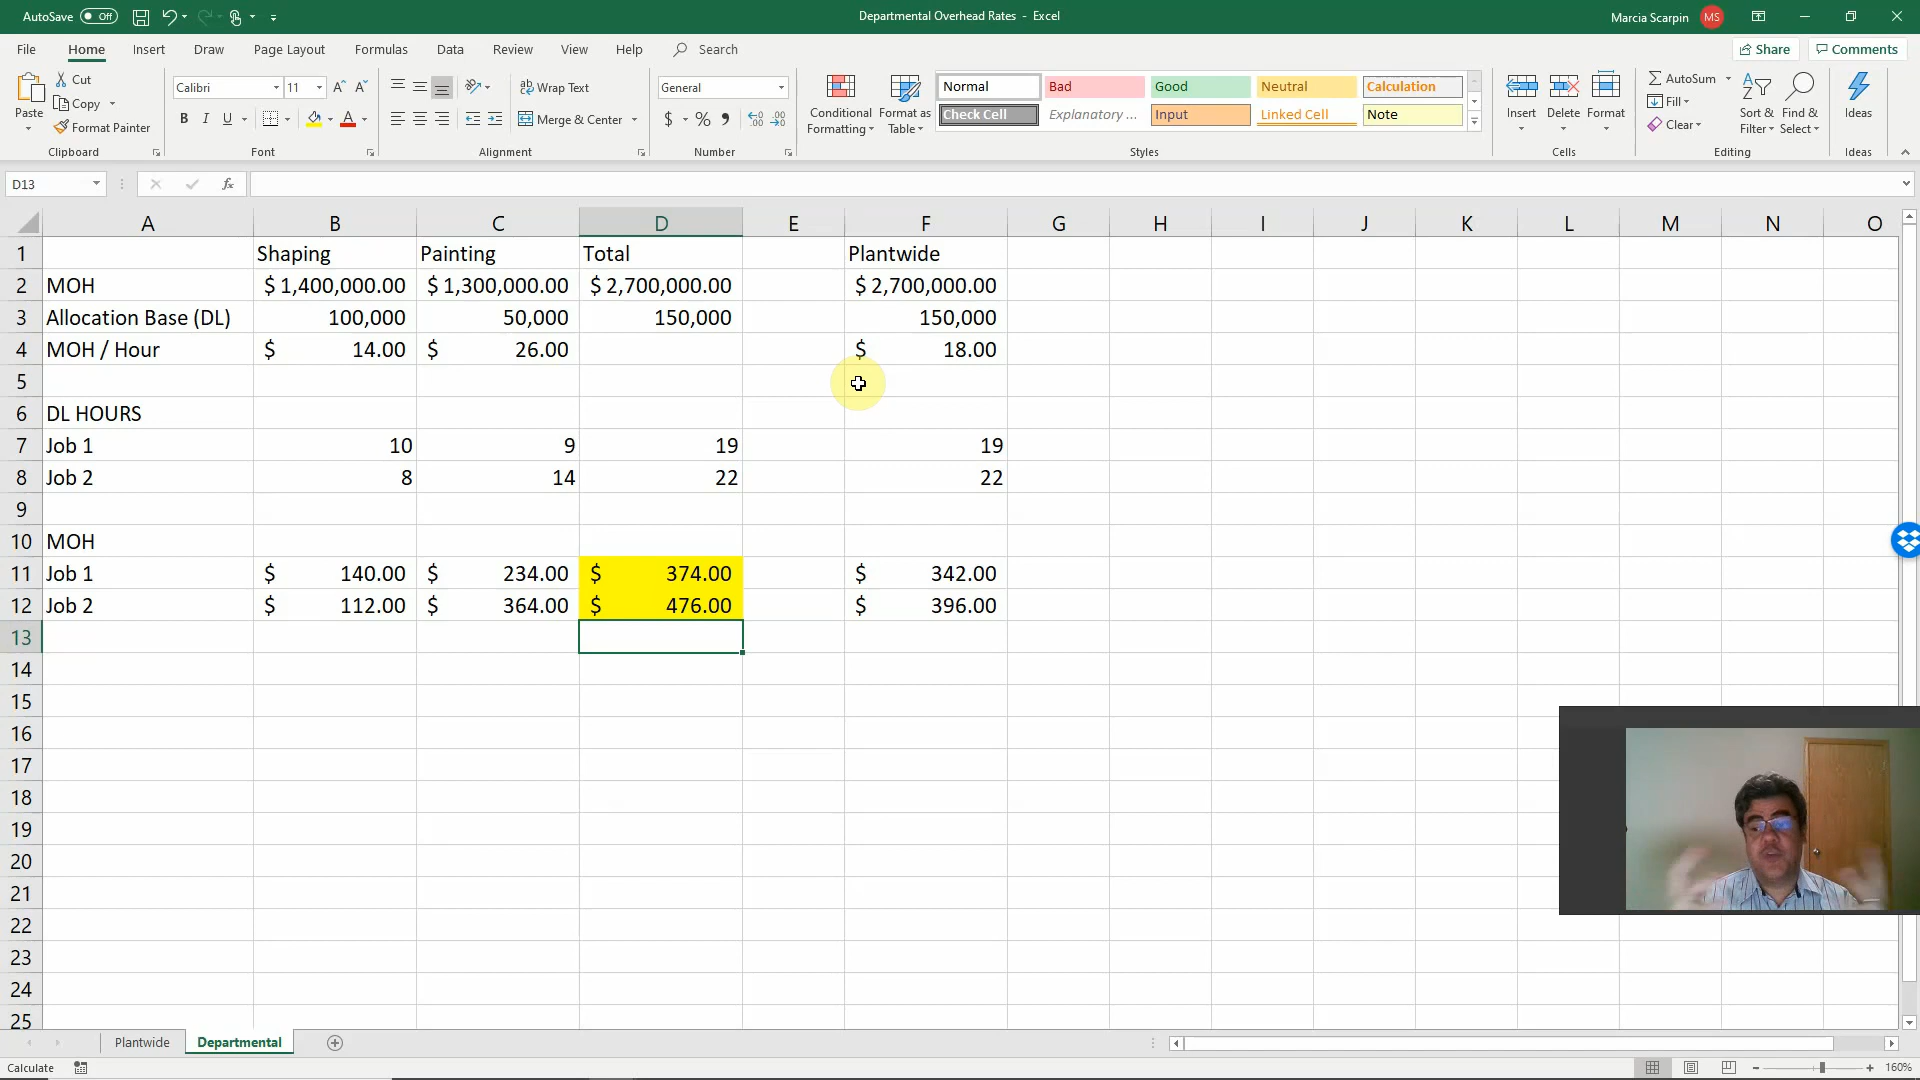 AutoSave Off
Departmental Overhead Rates - Excel
Marcia Scarpin MS
File Home Insert Draw Page Layout Formulas Data Review View Help Search
Share Comments
Paste
Cut
Copy
Format Painter
Clipboard
Calibri 11
B I U
Font
Wrap Text
Merge & Center
Alignment
General
$ % ,
Number
Conditional Formatting
Format as Table
Normal Bad Good Neutral Calculation
Check Cell Explanatory ... Input Linked Cell Note
Styles
Insert Delete Format
Cells
AutoSum
Fill
Clear
Sort & Filter
Find & Select
Editing
Ideas
Ideas
D13 fx
A B C D E F G H I J K L M N O
1 Shaping Painting Total Plantwide
2 MOH $ 1,400,000.00 $ 1,300,000.00 $ 2,700,000.00 $ 2,700,000.00
3 Allocation Base (DL) 100,000 50,000 150,000 150,000
4 MOH / Hour $ 14.00 $ 26.00 $ 18.00
5
6 DL HOURS
7 Job 1 10 9 19 19
8 Job 2 8 14 22 22
9
10 MOH
11 Job 1 $ 140.00 $ 234.00 $ 374.00 $ 342.00
12 Job 2 $ 112.00 $ 364.00 $ 476.00 $ 396.00
13
14
15
16
17
18
19
20
21
22
23
24
25
Plantwide Departmental
Calculate
160%